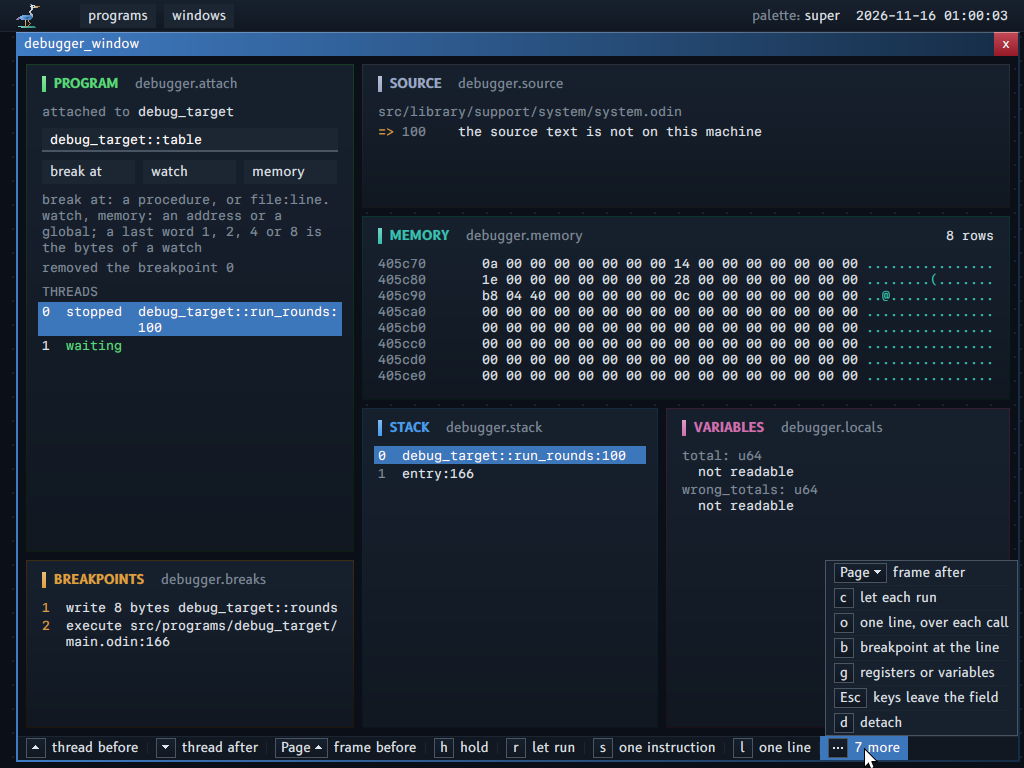 programs windows palette: super 2026-11-16 01:00:03
debugger_window x
PROGRAM debugger.attach
attached to debug_target
debug_target::table
break at watch memory
break at: a procedure, or file:line.
watch, memory: an address or a
global; a last word 1, 2, 4 or 8 is
the bytes of a watch
removed the breakpoint 0
THREADS
0 stopped debug_target::run_rounds:
100
1 waiting
BREAKPOINTS debugger.breaks
1 write 8 bytes debug_target::rounds
2 execute src/programs/debug_target/
main.odin:166
SOURCE debugger.source
src/library/support/system/system.odin
=> 100 the source text is not on this machine
MEMORY debugger.memory 8 rows
405c70 0a 00 00 00 00 00 00 00 14 00 00 00 00 00 00 00 ................
405c80 1e 00 00 00 00 00 00 00 28 00 00 00 00 00 00 00 ........(.......
405c90 b8 04 40 00 00 00 00 00 0c 00 00 00 00 00 00 00 ..@.............
405ca0 00 00 00 00 00 00 00 00 00 00 00 00 00 00 00 00 ................
405cb0 00 00 00 00 00 00 00 00 00 00 00 00 00 00 00 00 ................
405cc0 00 00 00 00 00 00 00 00 00 00 00 00 00 00 00 00 ................
405cd0 00 00 00 00 00 00 00 00 00 00 00 00 00 00 00 00 ................
405ce0 00 00 00 00 00 00 00 00 00 00 00 00 00 00 00 00 ................
STACK debugger.stack
0 debug_target::run_rounds:100
1 entry:166
VARIABLES debugger.locals
total: u64
not readable
wrong_totals: u64
not readable
Page frame after
c let each run
o one line, over each call
b breakpoint at the line
g registers or variables
Esc keys leave the field
d detach
thread before thread after Page frame before h hold r let run s one instruction l one line ... 7 more